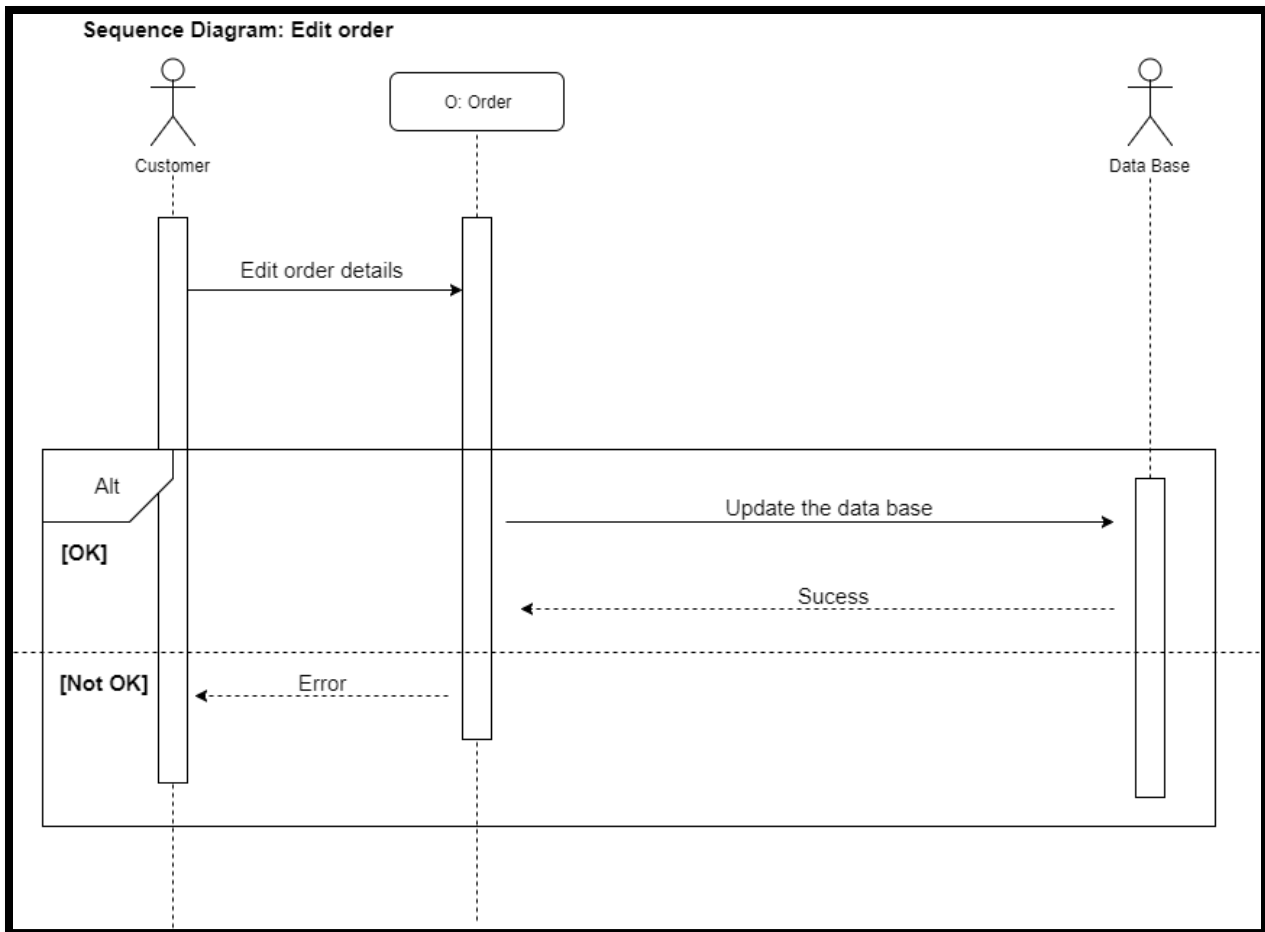 Sequence Diagram: Edit order
O: Order
Customer
Data Base
Edit order details
Alt
Update the data base
[OK]
Sucess
[Not OK]
Error